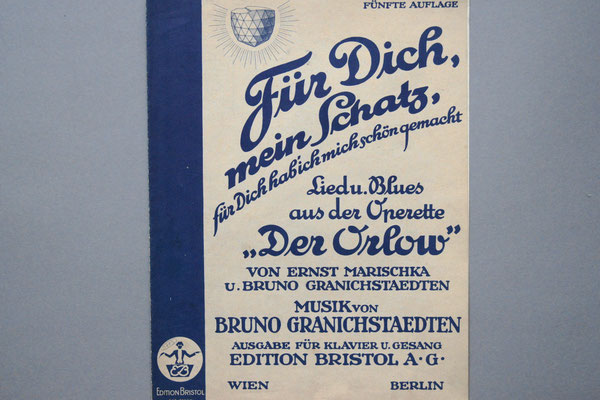 FÜNFTE AUFLAGE
Für Dich,
mein Schatz,
für Dich hab' ich mich schön gemacht
Lied u. Blues
aus der Operette
„Der Orlow"
VON ERNST MARISCHKA
U. BRUNO GRANICHSTAEDTEN
MUSIK VON
BRUNO GRANICHSTAEDTEN
AUSGABE FÜR KLAVIER U. GESANG
EDITION BRISTOL A·G·
WIEN BERLIN
EB
EDITION BRISTOL